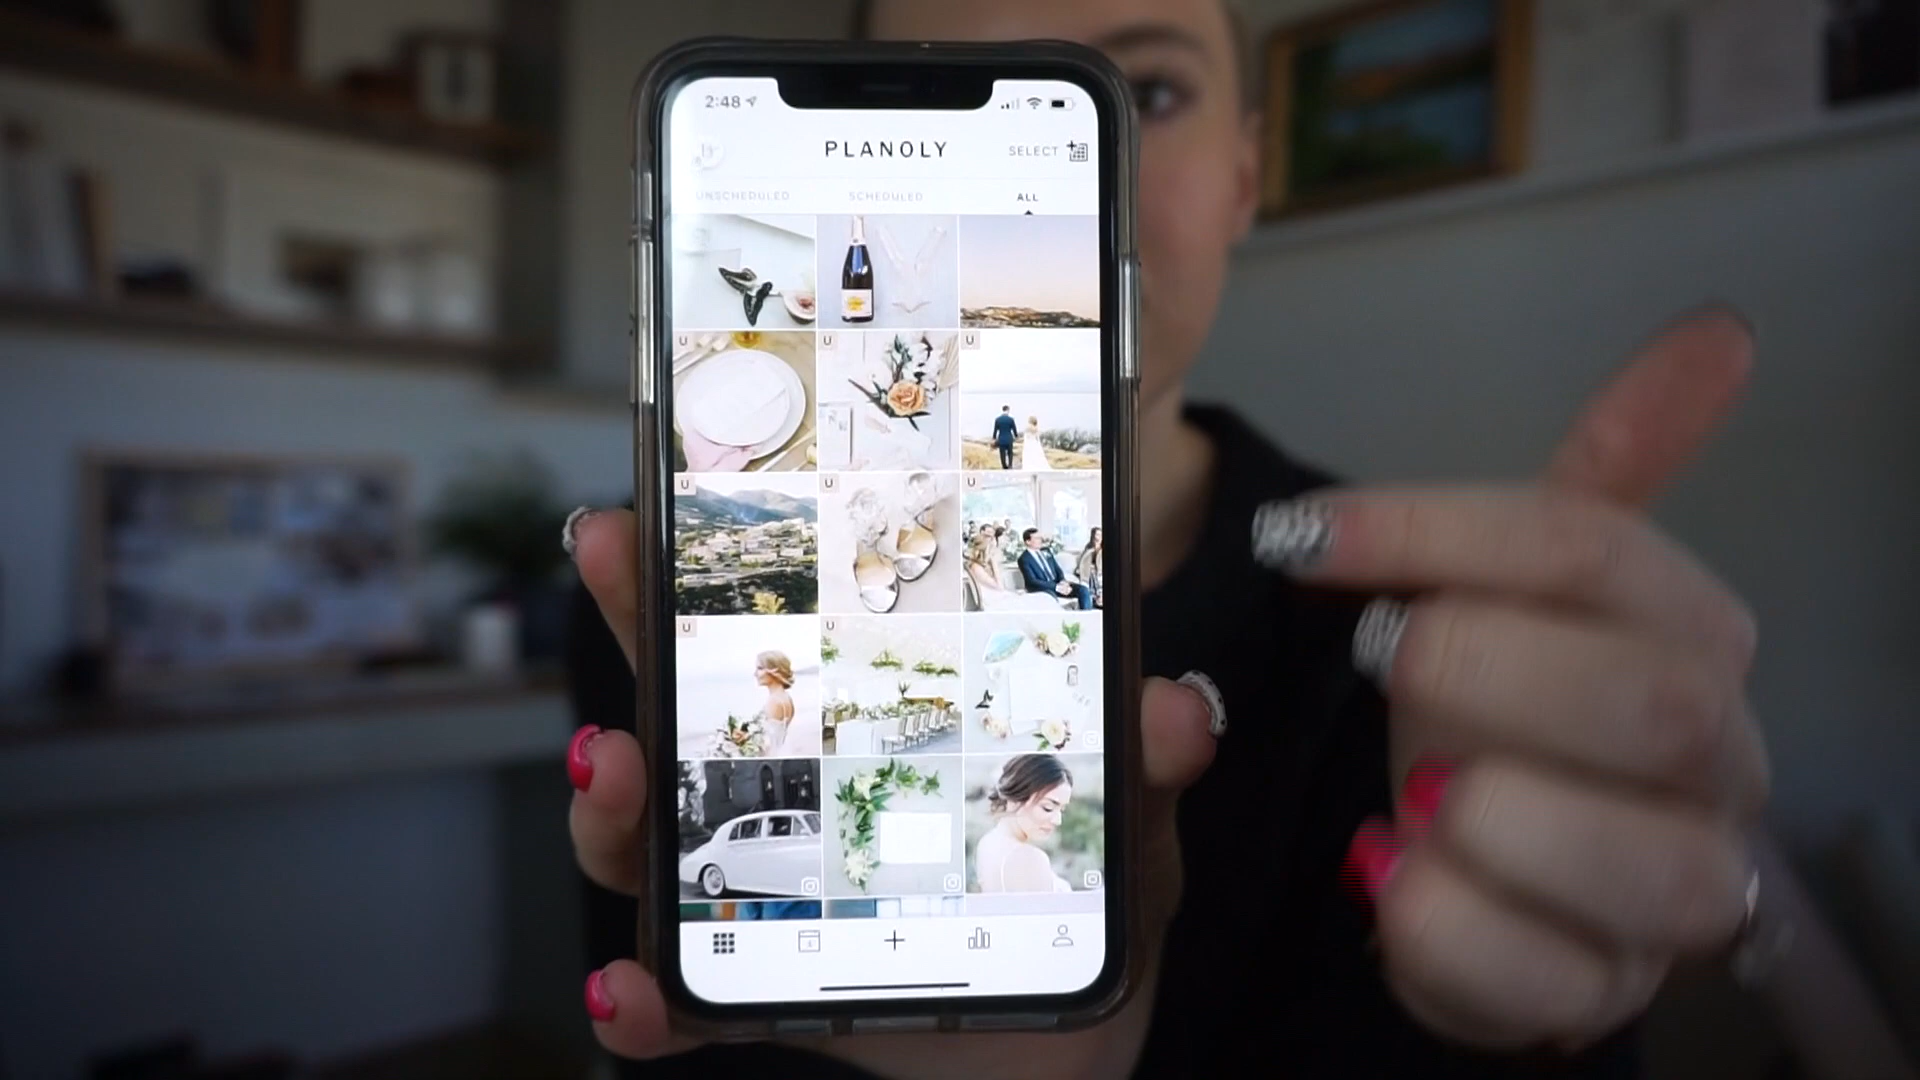 2:48
PLANOLY
SELECT
UNSCHEDULED
SCHEDULED
ALL
U
U
U
U
U
U
U
U